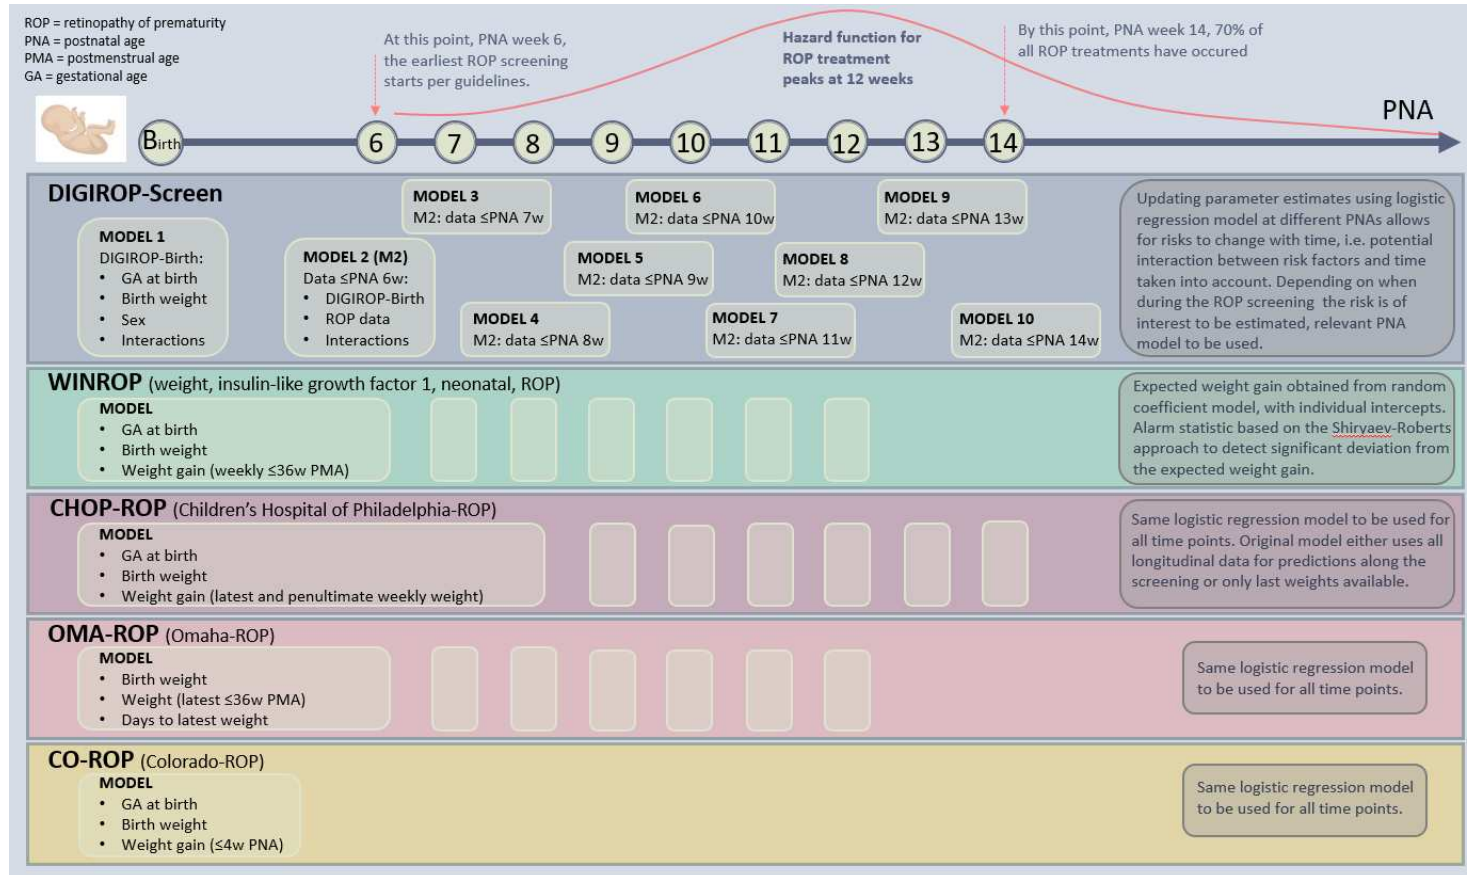 ROP = retinopathy of prematurity
PNA = postnatal age
PMA = postmenstrual age
GA = gestational age
At this point, PNA week 6,
the earliest ROP screening
starts per guidelines.
Hazard function for
ROP treatment
peaks at 12 weeks
By this point, PNA week 14, 70% of
all ROP treatments have occured
PNA
Birth
6
7
8
9
10
11
12
13
14
DIGIROP-Screen
MODEL 1
DIGIROP-Birth:
• GA at birth
• Birth weight
• Sex
• Interactions
MODEL 2 (M2)
Data ≤PNA 6w:
• DIGIROP-Birth
• ROP data
• Interactions
MODEL 3
M2: data ≤PNA 7w
MODEL 4
M2: data ≤PNA 8w
MODEL 5
M2: data ≤PNA 9w
MODEL 6
M2: data ≤PNA 10w
MODEL 7
M2: data ≤PNA 11w
MODEL 8
M2: data ≤PNA 12w
MODEL 9
M2: data ≤PNA 13w
MODEL 10
M2: data ≤PNA 14w
Updating parameter estimates using logistic
regression model at different PNAs allows
for risks to change with time, i.e. potential
interaction between risk factors and time
taken into account. Depending on when
during the ROP screening the risk is of
interest to be estimated, relevant PNA
model to be used.
WINROP (weight, insulin-like growth factor 1, neonatal, ROP)
MODEL
• GA at birth
• Birth weight
• Weight gain (weekly ≤36w PMA)
Expected weight gain obtained from random
coefficient model, with individual intercepts.
Alarm statistic based on the Shiryaev-Roberts
approach to detect significant deviation from
the expected weight gain.
CHOP-ROP (Children's Hospital of Philadelphia-ROP)
MODEL
• GA at birth
• Birth weight
• Weight gain (latest and penultimate weekly weight)
Same logistic regression model to be used for
all time points. Original model either uses all
longitudinal data for predictions along the
screening or only last weights available.
OMA-ROP (Omaha-ROP)
MODEL
• Birth weight
• Weight (latest ≤36w PMA)
• Days to latest weight
Same logistic regression model
to be used for all time points.
CO-ROP (Colorado-ROP)
MODEL
• GA at birth
• Birth weight
• Weight gain (≤4w PNA)
Same logistic regression model
to be used for all time points.